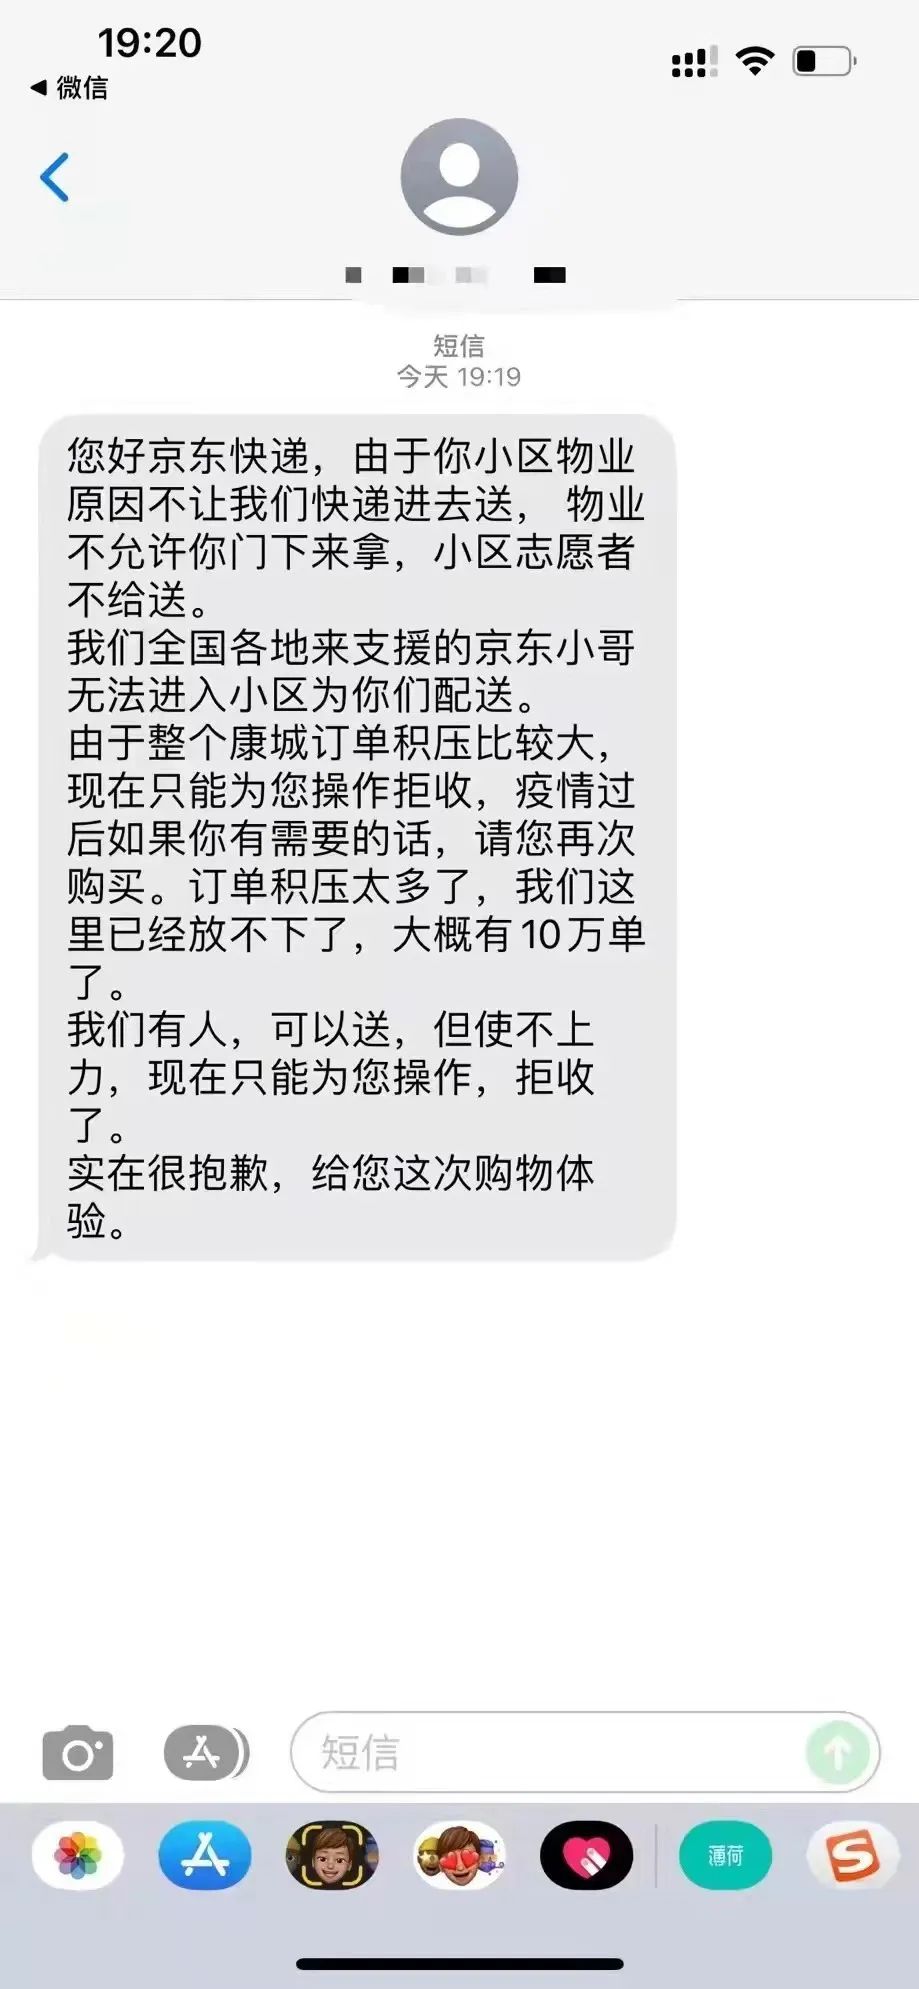 19:20
微信
短信
今天 19:19
您好京东快递，由于你小区物业
原因不让我们快递进去送， 物业
不允许你门下来拿，小区志愿者
不给送。
我们全国各地来支援的京东小哥
无法进入小区为你们配送。
由于整个康城订单积压比较大，
现在只能为您操作拒收，疫情过
后如果你有需要的话，请您再次
购买。订单积压太多了，我们这
里已经放不下了，大概有10万单
了。
我们有人，可以送，但使不上
力，现在只能为您操作，拒收
了。
实在很抱歉，给您这次购物体
验。
短信
薄荷